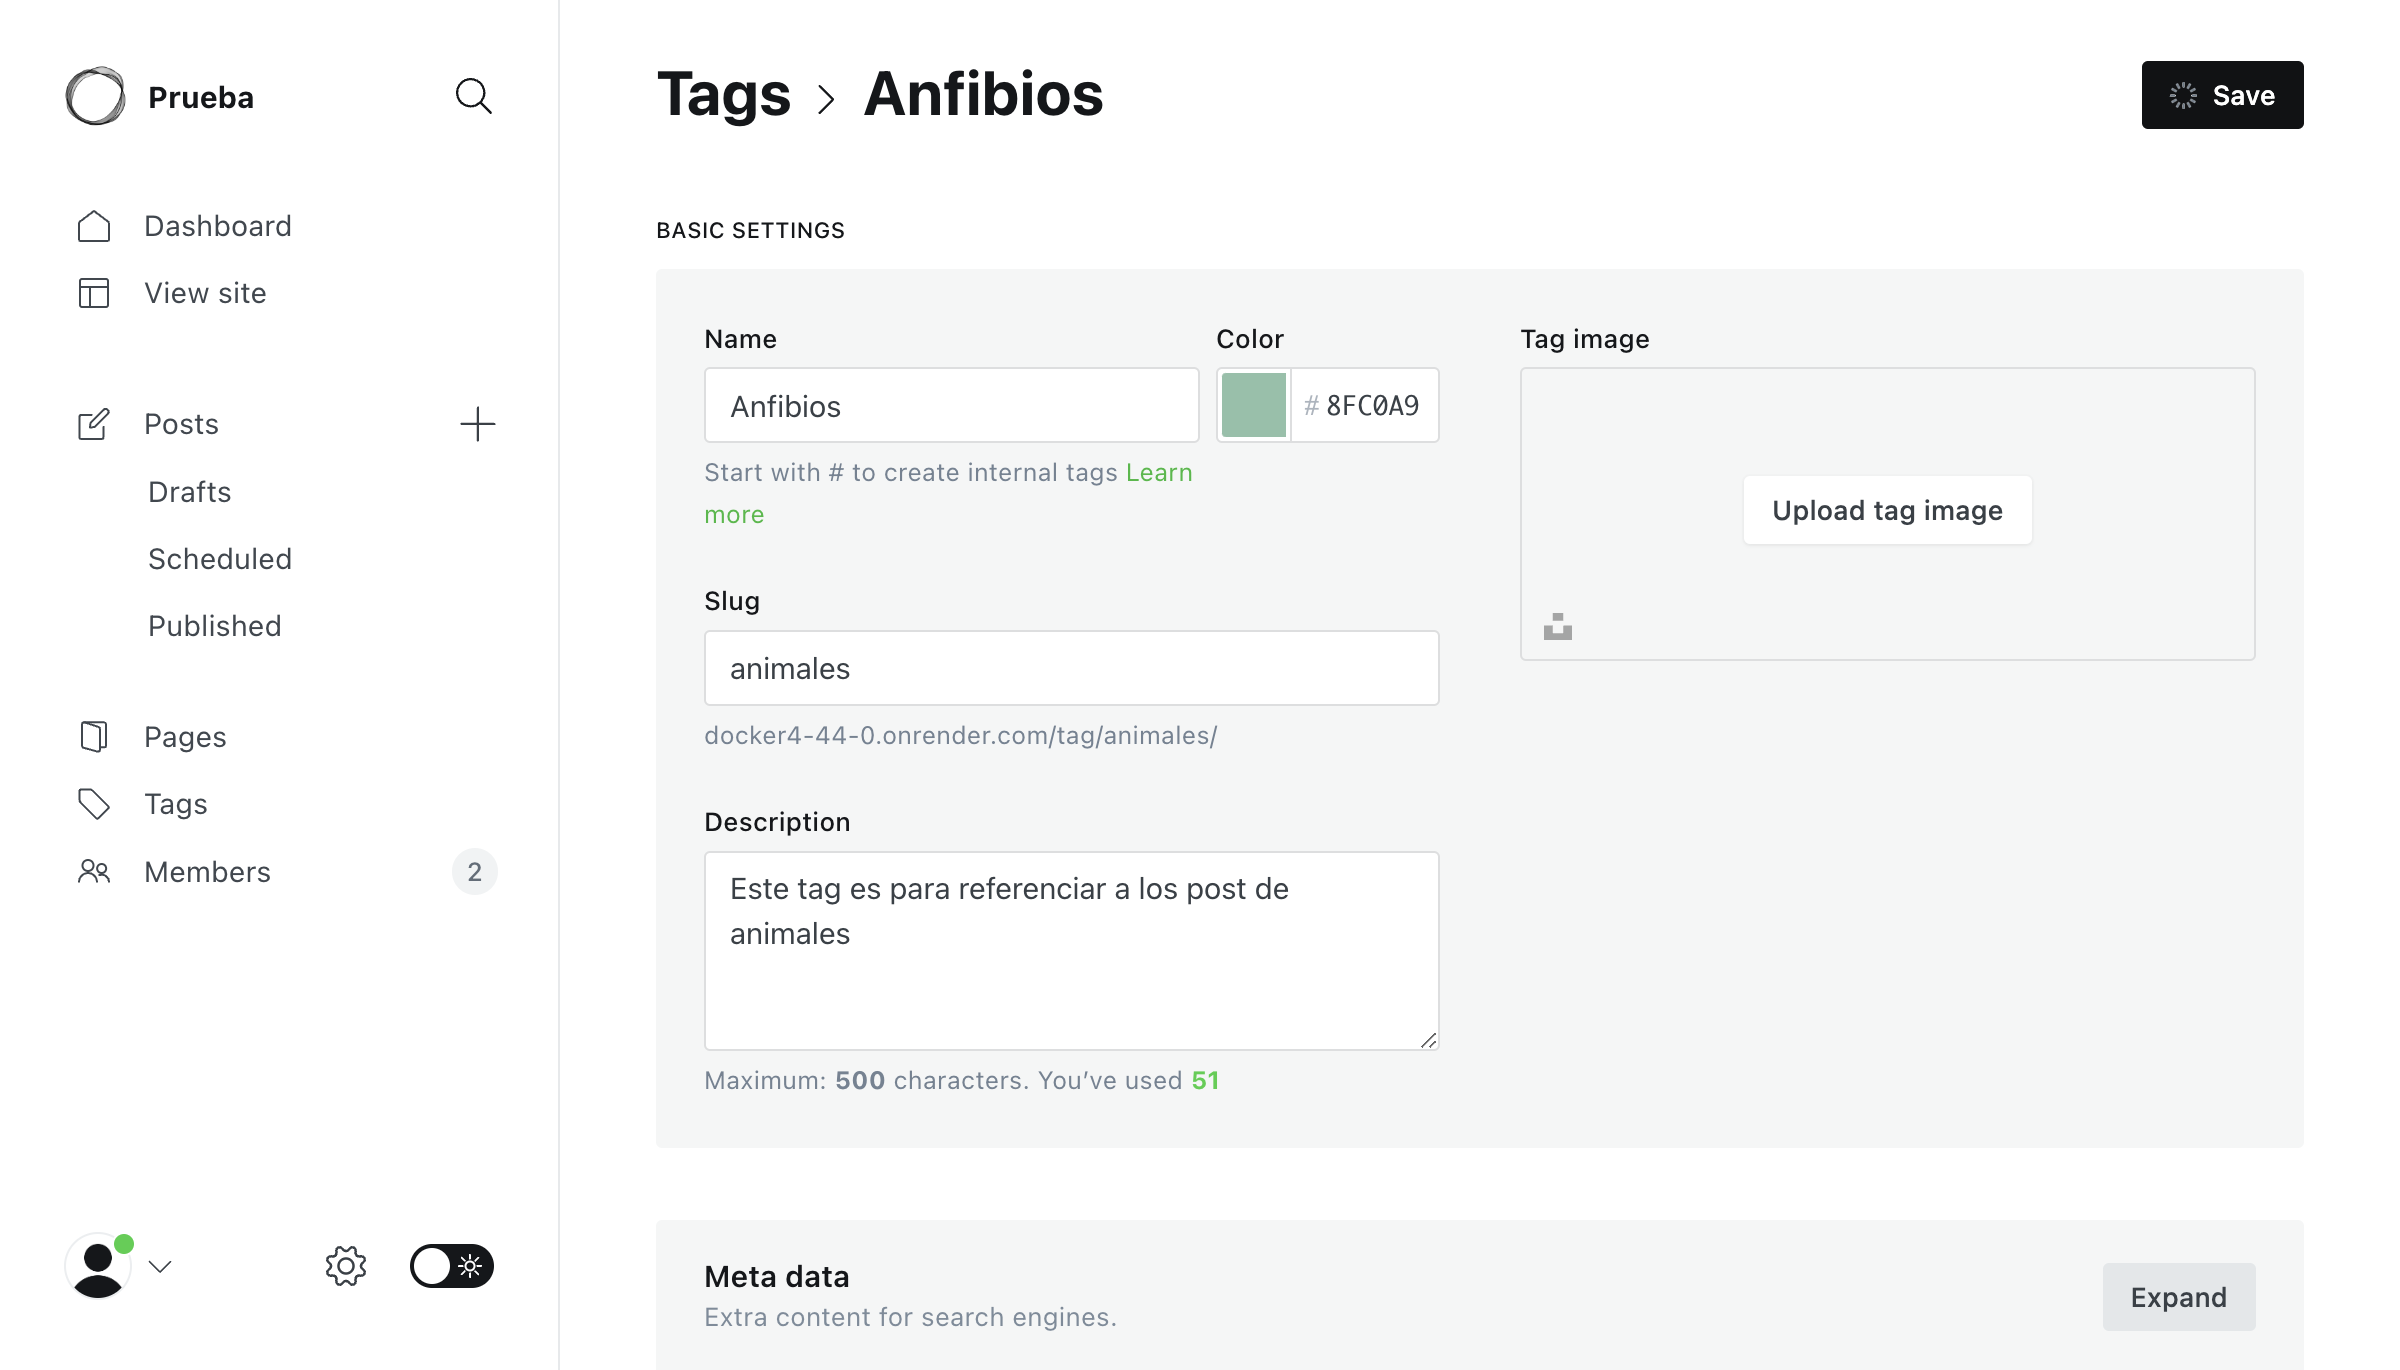 Prueba
Dashboard
View site
Posts
Drafts
Scheduled
Published
Pages
Tags
Members
2
Tags > Anfibios
Save
BASIC SETTINGS
Name
Anfibios
Start with # to create internal tags Learn
more
Color
# 8FC0A9
Slug
animales
docker4-44-0.onrender.com/tag/animales/
Description
Este tag es para referenciar a los post de
animales
Maximum: 500 characters. You’ve used 51
Tag image
Upload tag image
Meta data
Extra content for search engines.
Expand